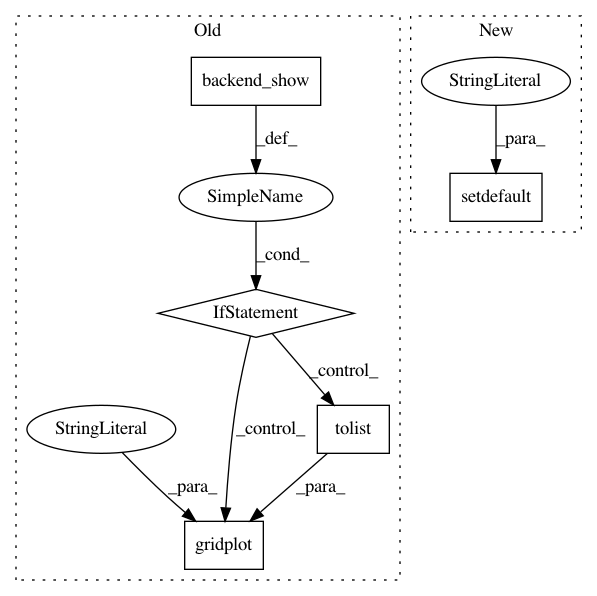 Old
New
backend_show
StringLiteral
_def_
_para_
SimpleName
setdefault
_cond_
IfStatement
_control_
StringLiteral
_control_
tolist
_para_
_para_
gridplot